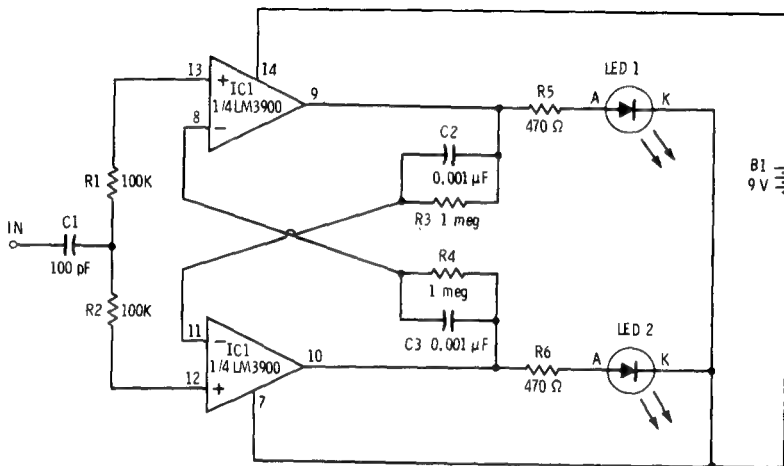 14
13
+
IC1
1/4 LM3900
9
8
−
R5
470 Ω
LED 1
A
K
C2
0.001 µF
R3 1 meg
B1
9 V
R1
100K
IN
C1
100 pF
R2
100K
R4
1 meg
C3 0.001 µF
11
−
IC1
1/4 LM3900
10
12
+
7
R6
470 Ω
LED 2
A
K